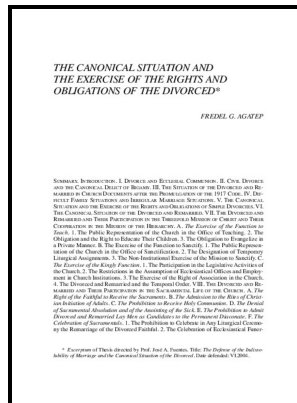 THE CANONICAL SITUATION AND
THE EXERCISE OF THE RIGHTS AND
OBLIGATIONS OF THE DIVORCED*
FREDEL G. AGATEP
SUMMARY, INTRODUCTION. I. DIVORCE AND ECCLESIAL COMMUNION. II. CIVIL DIVORCE
AND THE CANONICAL DELICT OF BIGAMY. III. THE SITUATION OF THE DIVORCED AND RE-
MARRIED IN CHURCH DOCUMENTS AFTER THE PROMULGATION OF THE 1917 CODE. IV. DIF-
FICULT FAMILY SITUATIONS AND IRREGULAR MARRIAGE SITUATIONS. V. THE CANONICAL
SITUATION AND THE EXERCISE OF THE RIGHTS AND OBLIGATIONS OF SIMPLE DIVORCEES. VI.
THE CANONICAL SITUATION OF THE DIVORCED AND REMARRIED. VII. THE DIVORCED AND
REMARRIED AND THEIR PARTICIPATION IN THE THREEFOLD MISSION OF CHRIST AND THEIR
COOPERATION IN THE MISSION OF THE HIERARCHY. A. The Exercise of the Function to
Teach. 1. The Public Representation of the Church in the Office of Teaching. 2. The
Obligation and the Right to Educate Their Children. 3. The Obligation to Evangelize in
a Private Manner. B. The Exercise of the Function to Sanctify. 1. The Public Represen-
tation of the Church in the Office of Sanctification. 2. The Designation of Temporary
Liturgical Assignments. 3. The Non-Institutional Exercise of the Mission to Sanctify. C.
The Exercise of the Kingly Function. 1. The Participation in the Legislative Activities of
the Church. 2. The Restrictions in the Assumption of Ecclesiastical Offices and Employ-
ment in Church Institutions. 3. The Exercise of the Right of Association in the Church.
4. The Divorced and Remarried and the Temporal Order. VIII. THE DIVORCED AND RE-
MARRIED AND THEIR PARTICIPATION IN THE SACRAMENTAL LIFE OF THE CHURCH. A. The
Right of the Faithful to Receive the Sacraments. B. The Admission to the Rites of Christ-
ian Initiation of Adults. C. The Prohibition to Receive Holy Communion. D. The Denial
of Sacramental Absolution and of the Anointing of the Sick. E. The Prohibition to Admit
Divorced and Remarried Lay Men as Candidates to the Permanent Diaconate. F. The
Celebration of Sacramentals. 1. The Prohibition to Celebrate in Any Liturgical Ceremo-
ny the Remarriage of the Divorced Faithful. 2. The Celebration of Ecclesiastical Funer-
* Excerptum of Thesis directed by Prof. José A. Fuentes. Title: The Defense of the Indisso-
lubility of Marriage and the Canonical Situation of the Divorced. Date defended: VI.2006.